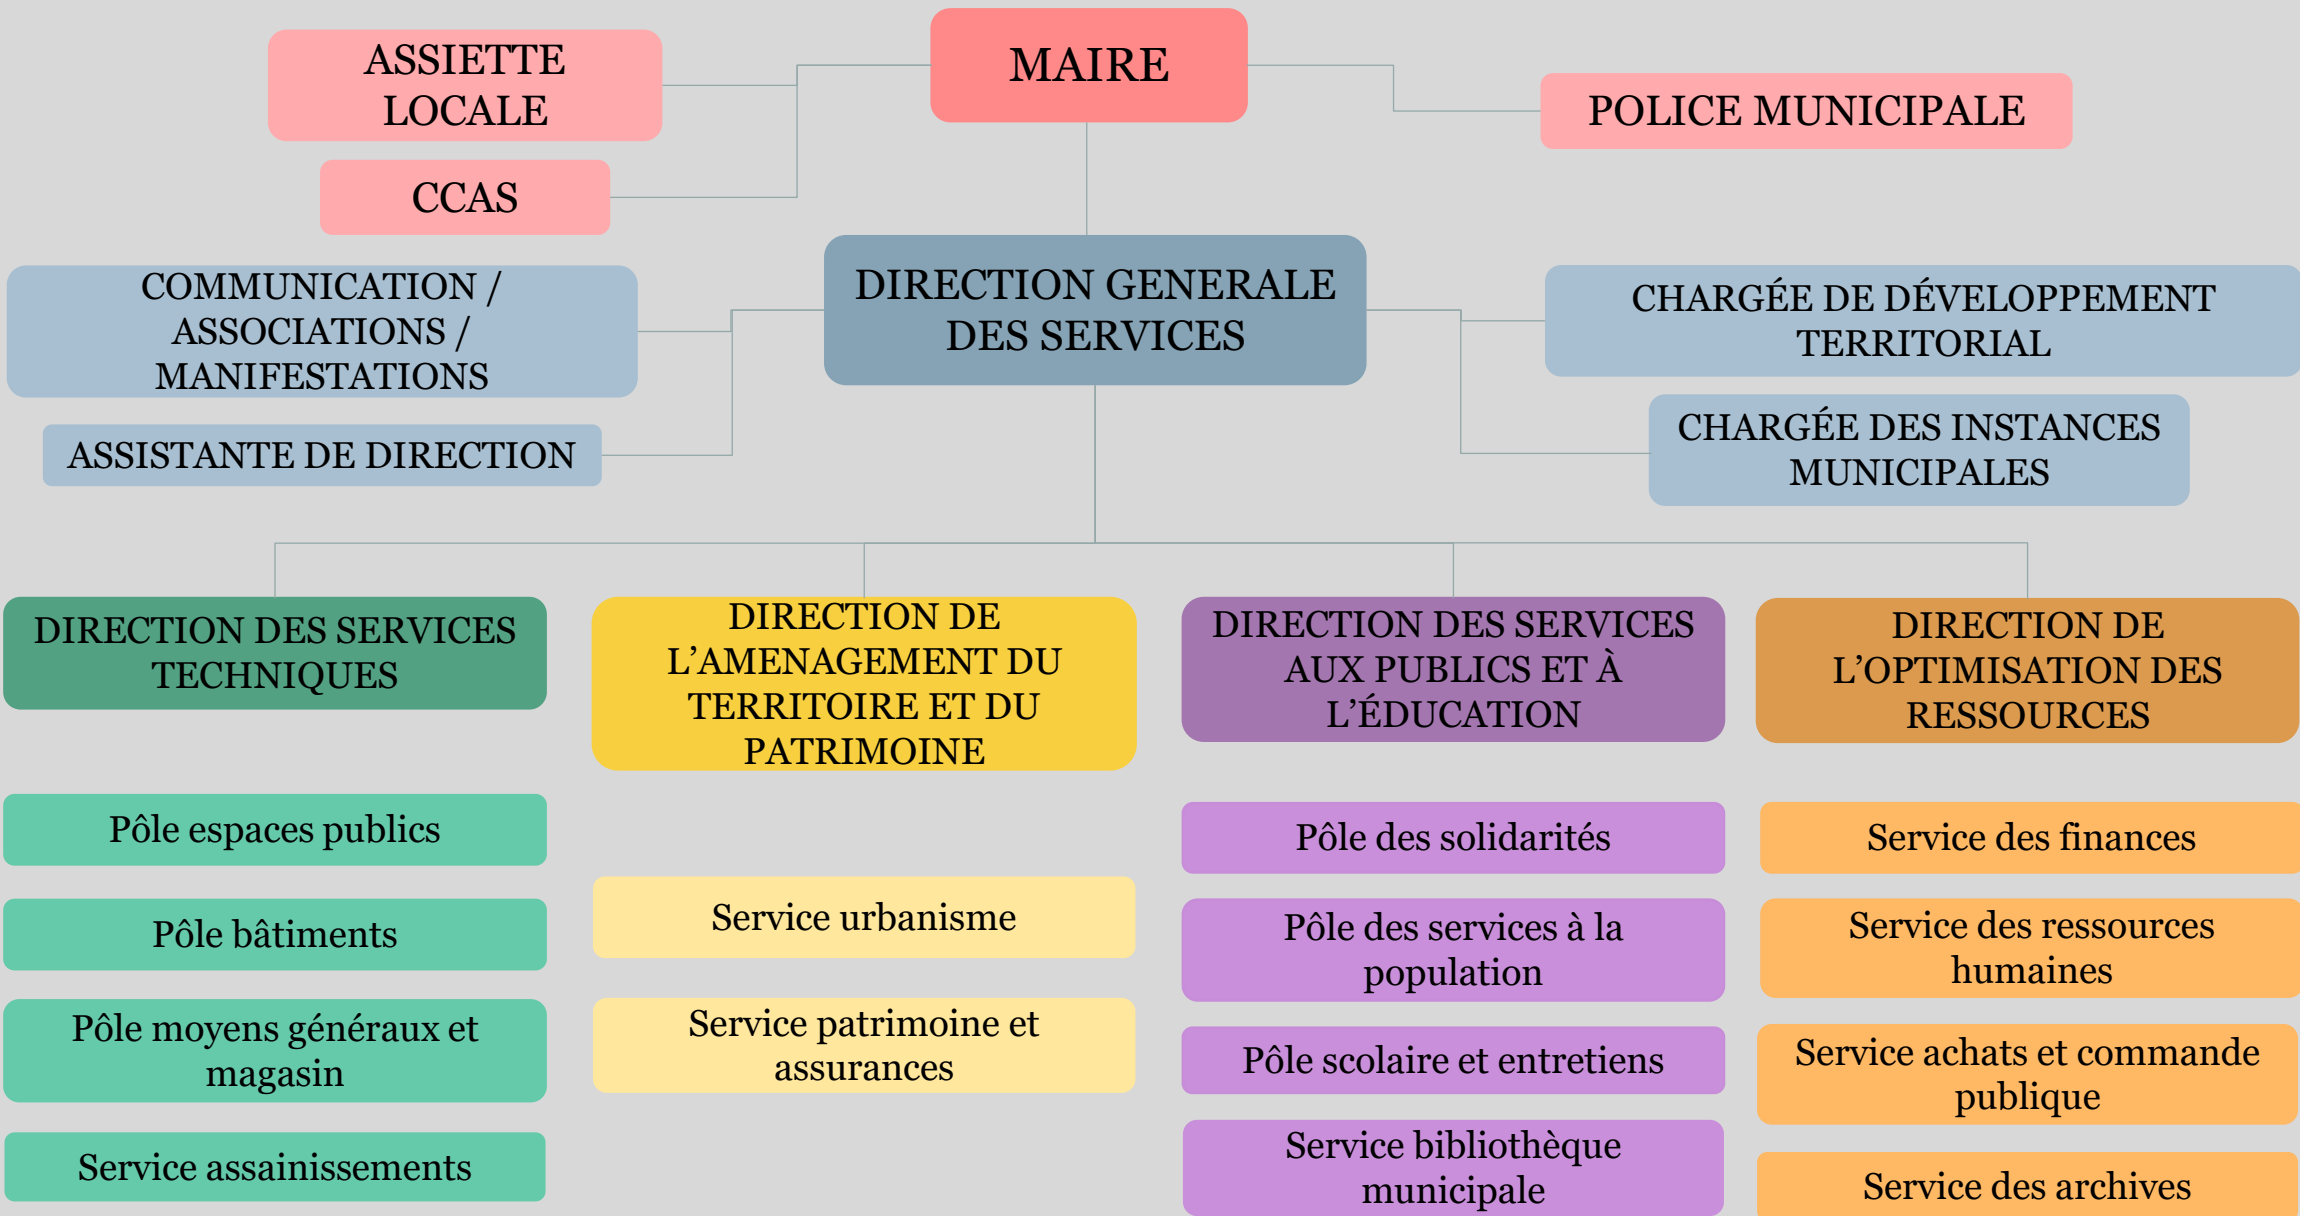 MAIRE
ASSIETTE
LOCALE
POLICE MUNICIPALE
CCAS
DIRECTION GENERALE
DES SERVICES
COMMUNICATION /
ASSOCIATIONS /
MANIFESTATIONS
CHARGÉE DE DÉVELOPPEMENT
TERRITORIAL
ASSISTANTE DE DIRECTION
CHARGÉE DES INSTANCES
MUNICIPALES
DIRECTION DES SERVICES
TECHNIQUES
Pôle espaces publics
Pôle bâtiments
Pôle moyens généraux et
magasin
Service assainissements
DIRECTION DE
L’AMENAGEMENT DU
TERRITOIRE ET DU
PATRIMOINE
Service urbanisme
Service patrimoine et
assurances
DIRECTION DES SERVICES
AUX PUBLICS ET À
L’ÉDUCATION
Pôle des solidarités
Pôle des services à la
population
Pôle scolaire et entretiens
Service bibliothèque
municipale
DIRECTION DE
L’OPTIMISATION DES
RESSOURCES
Service des finances
Service des ressources
humaines
Service achats et commande
publique
Service des archives